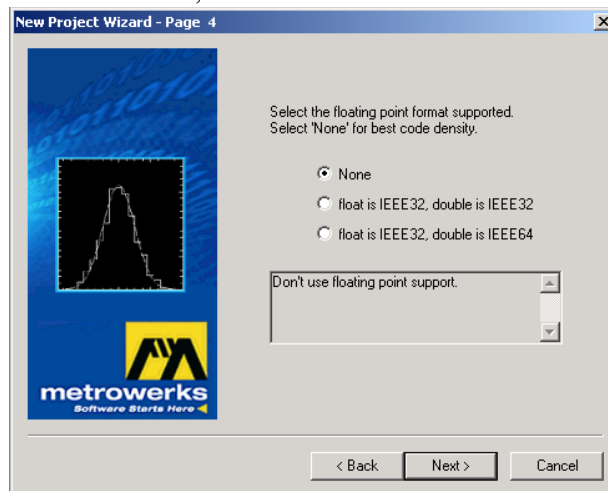 New Project Wizard - Page 4
Select the floating point format supported.
Select 'None' for best code density.
None
float is IEEE32, double is IEEE32
float is IEEE32, double is IEEE64
Don't use floating point support.
metrowerks
Software Starts Here
< Back
Next >
Cancel